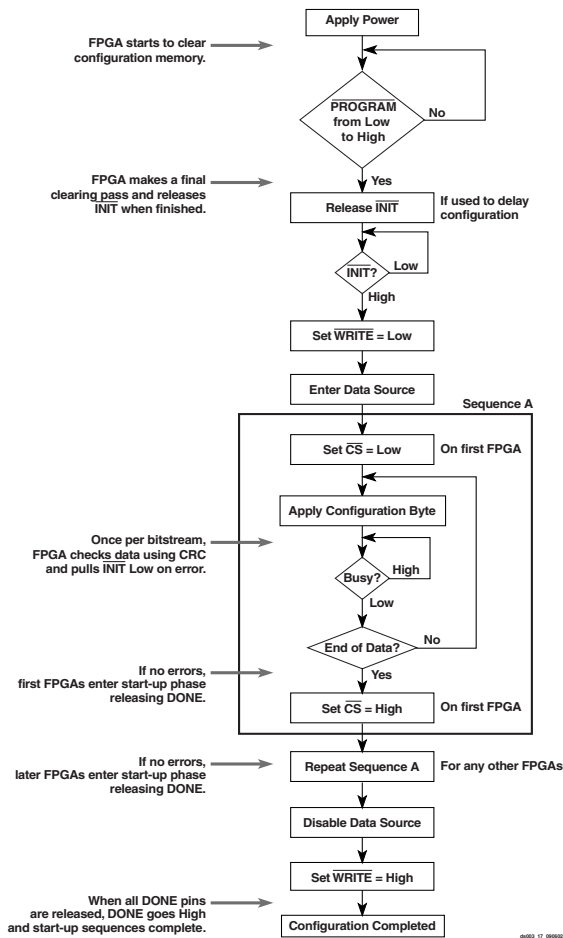 Apply Power
FPGA starts to clear
configuration memory.
PROGRAM
from Low
to High
No
Yes
FPGA makes a final
clearing pass and releases
INIT when finished.
Release INIT
If used to delay
configuration
INIT?
Low
High
Set WRITE = Low
Enter Data Source
Sequence A
Set CS = Low
On first FPGA
Apply Configuration Byte
Once per bitstream,
FPGA checks data using CRC
and pulls INIT Low on error.
Busy?
High
Low
End of Data?
No
Yes
If no errors,
first FPGAs enter start-up phase
releasing DONE.
Set CS = High
On first FPGA
If no errors,
later FPGAs enter start-up phase
releasing DONE.
Repeat Sequence A
For any other FPGAs
Disable Data Source
Set WRITE = High
When all DONE pins
are released, DONE goes High
and start-up sequences complete.
Configuration Completed
ds003_17_090602